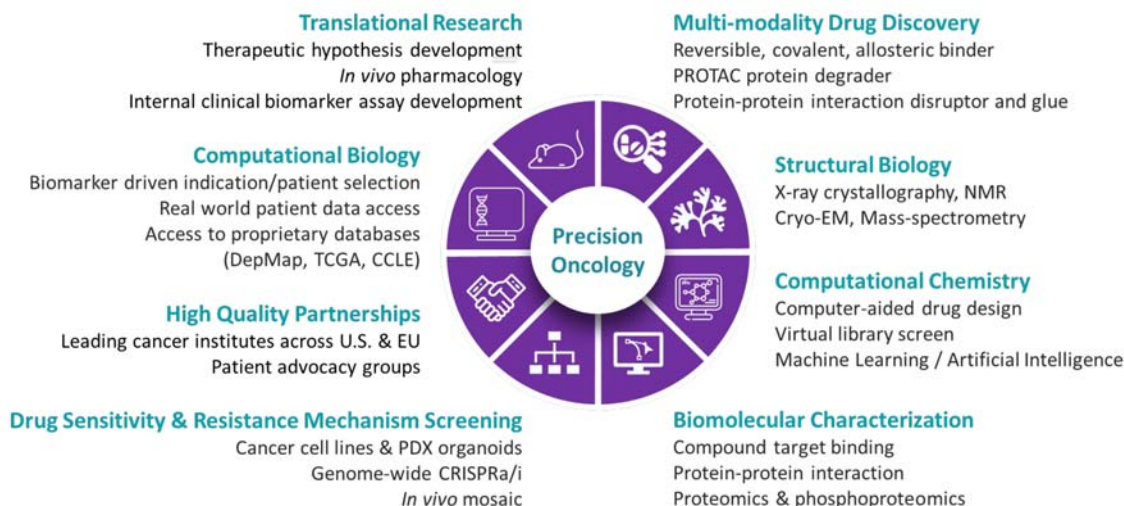 Translational Research
Therapeutic hypothesis development
In vivo pharmacology
Internal clinical biomarker assay development
Multi-modality Drug Discovery
Reversible, covalent, allosteric binder
PROTAC protein degrader
Protein-protein interaction disruptor and glue
Computational Biology
Biomarker driven indication/patient selection
Real world patient data access
Access to proprietary databases
(DepMap, TCGA, CCLE)
Structural Biology
X-ray crystallography, NMR
Cryo-EM, Mass-spectrometry
Precision
Oncology
High Quality Partnerships
Leading cancer institutes across U.S. & EU
Patient advocacy groups
Computational Chemistry
Computer-aided drug design
Virtual library screen
Machine Learning / Artificial Intelligence
Drug Sensitivity & Resistance Mechanism Screening
Cancer cell lines & PDX organoids
Genome-wide CRISPRa/i
In vivo mosaic
Biomolecular Characterization
Compound target binding
Protein-protein interaction
Proteomics & phosphoproteomics